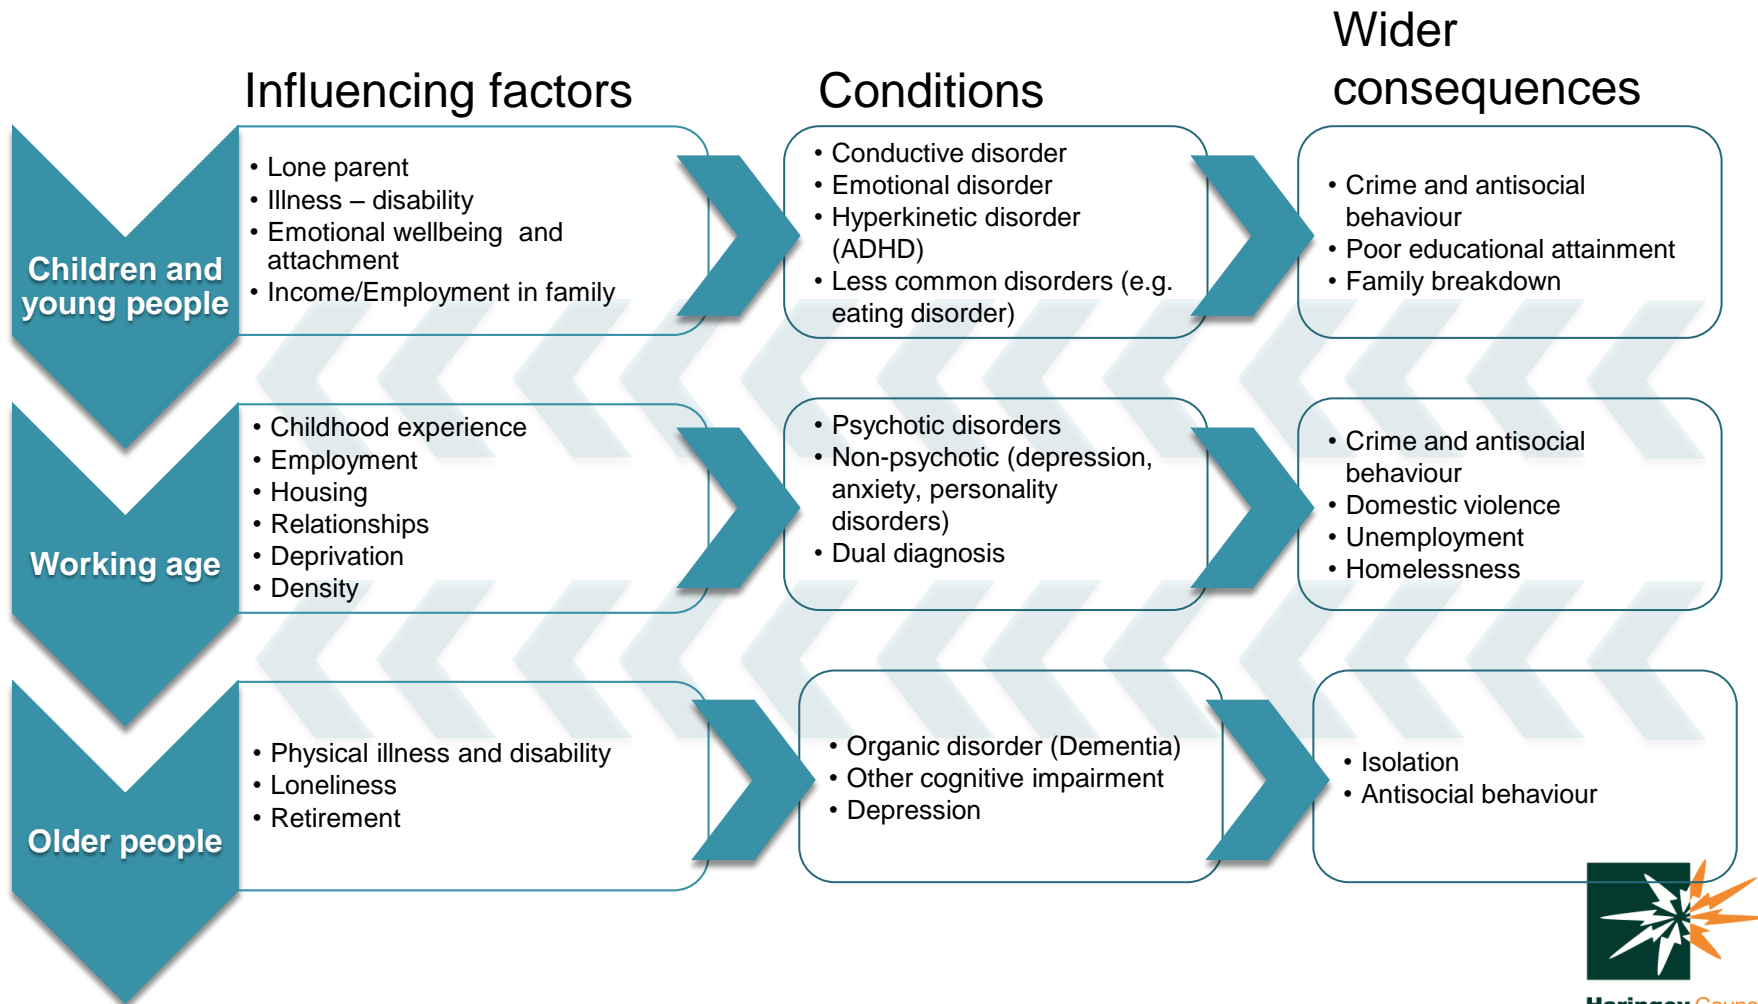 Influencing factors
Conditions
Wider
consequences
Children and
young people
• Lone parent
• Illness – disability
• Emotional wellbeing and
attachment
• Income/Employment in family
• Conductive disorder
• Emotional disorder
• Hyperkinetic disorder
(ADHD)
• Less common disorders (e.g.
eating disorder)
• Crime and antisocial
behaviour
• Poor educational attainment
• Family breakdown
Working age
• Childhood experience
• Employment
• Housing
• Relationships
• Deprivation
• Density
• Psychotic disorders
• Non-psychotic (depression,
anxiety, personality
disorders)
• Dual diagnosis
• Crime and antisocial
behaviour
• Domestic violence
• Unemployment
• Homelessness
Older people
• Physical illness and disability
• Loneliness
• Retirement
• Organic disorder (Dementia)
• Other cognitive impairment
• Depression
• Isolation
• Antisocial behaviour